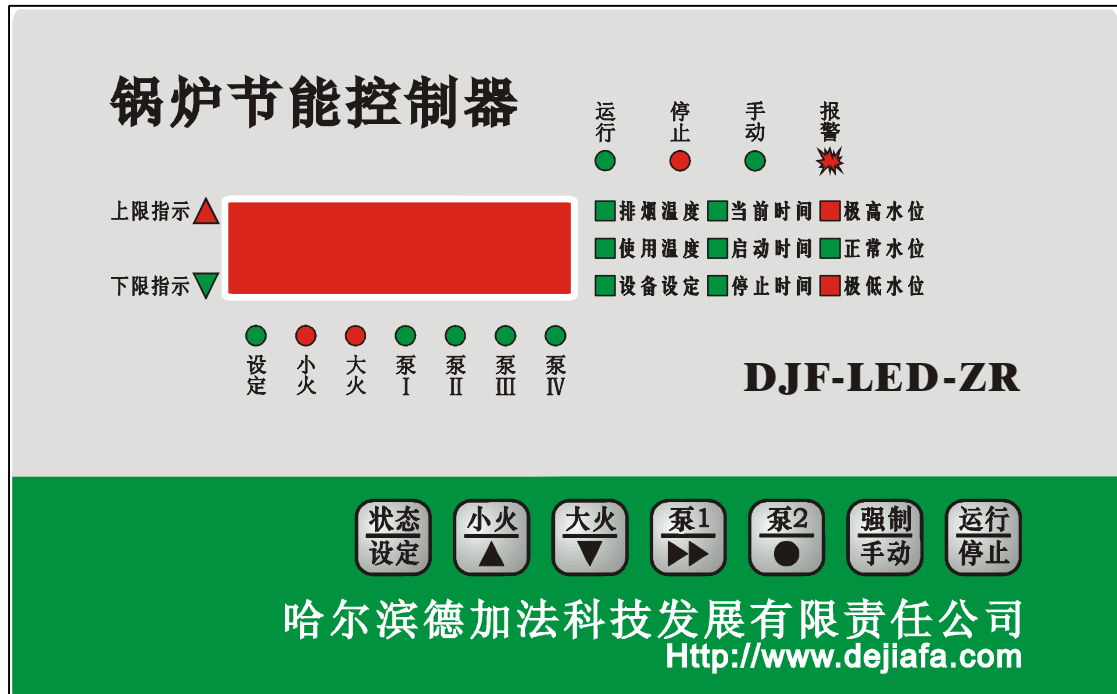 锅炉节能控制器
运行 停止 手动 报警
上限指示
下限指示
排烟温度 当前时间 极高水位
使用温度 启动时间 正常水位
设备设定 停止时间 极低水位
设定 小火 大火 泵I 泵II 泵III 泵IV
DJF-LED-ZR
状态 小火 大火 泵1 泵2 强制 运行
设定 ▲ ▼ ▶▶ ● 手动 停止
哈尔滨德加法科技发展有限责任公司
Http://www.dejiafa.com